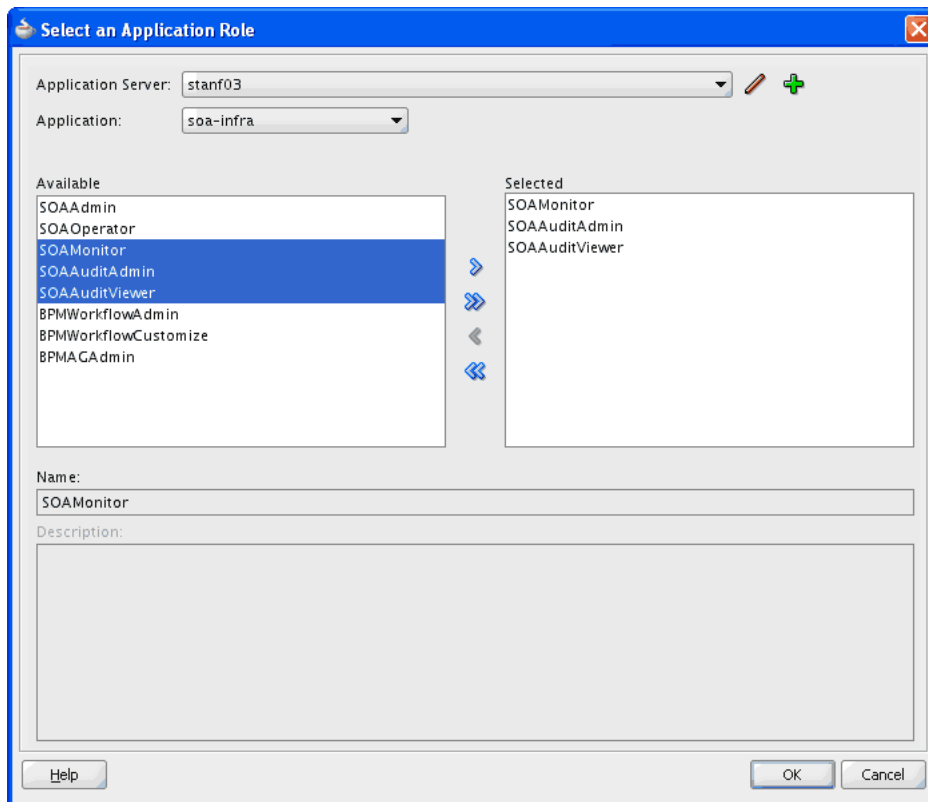 Select an Application Role
Application Server: stanf03
Application: soa-infra
Available
SOAAdmin
SOAOperator
SOAMonitor
SOAAuditAdmin
SOAAuditViewer
BPMWorkflowAdmin
BPMWorkflowCustomize
BPMAGAdmin
Selected
SOAMonitor
SOAAuditAdmin
SOAAuditViewer
Name:
SOAMonitor
Description:
Help
OK
Cancel